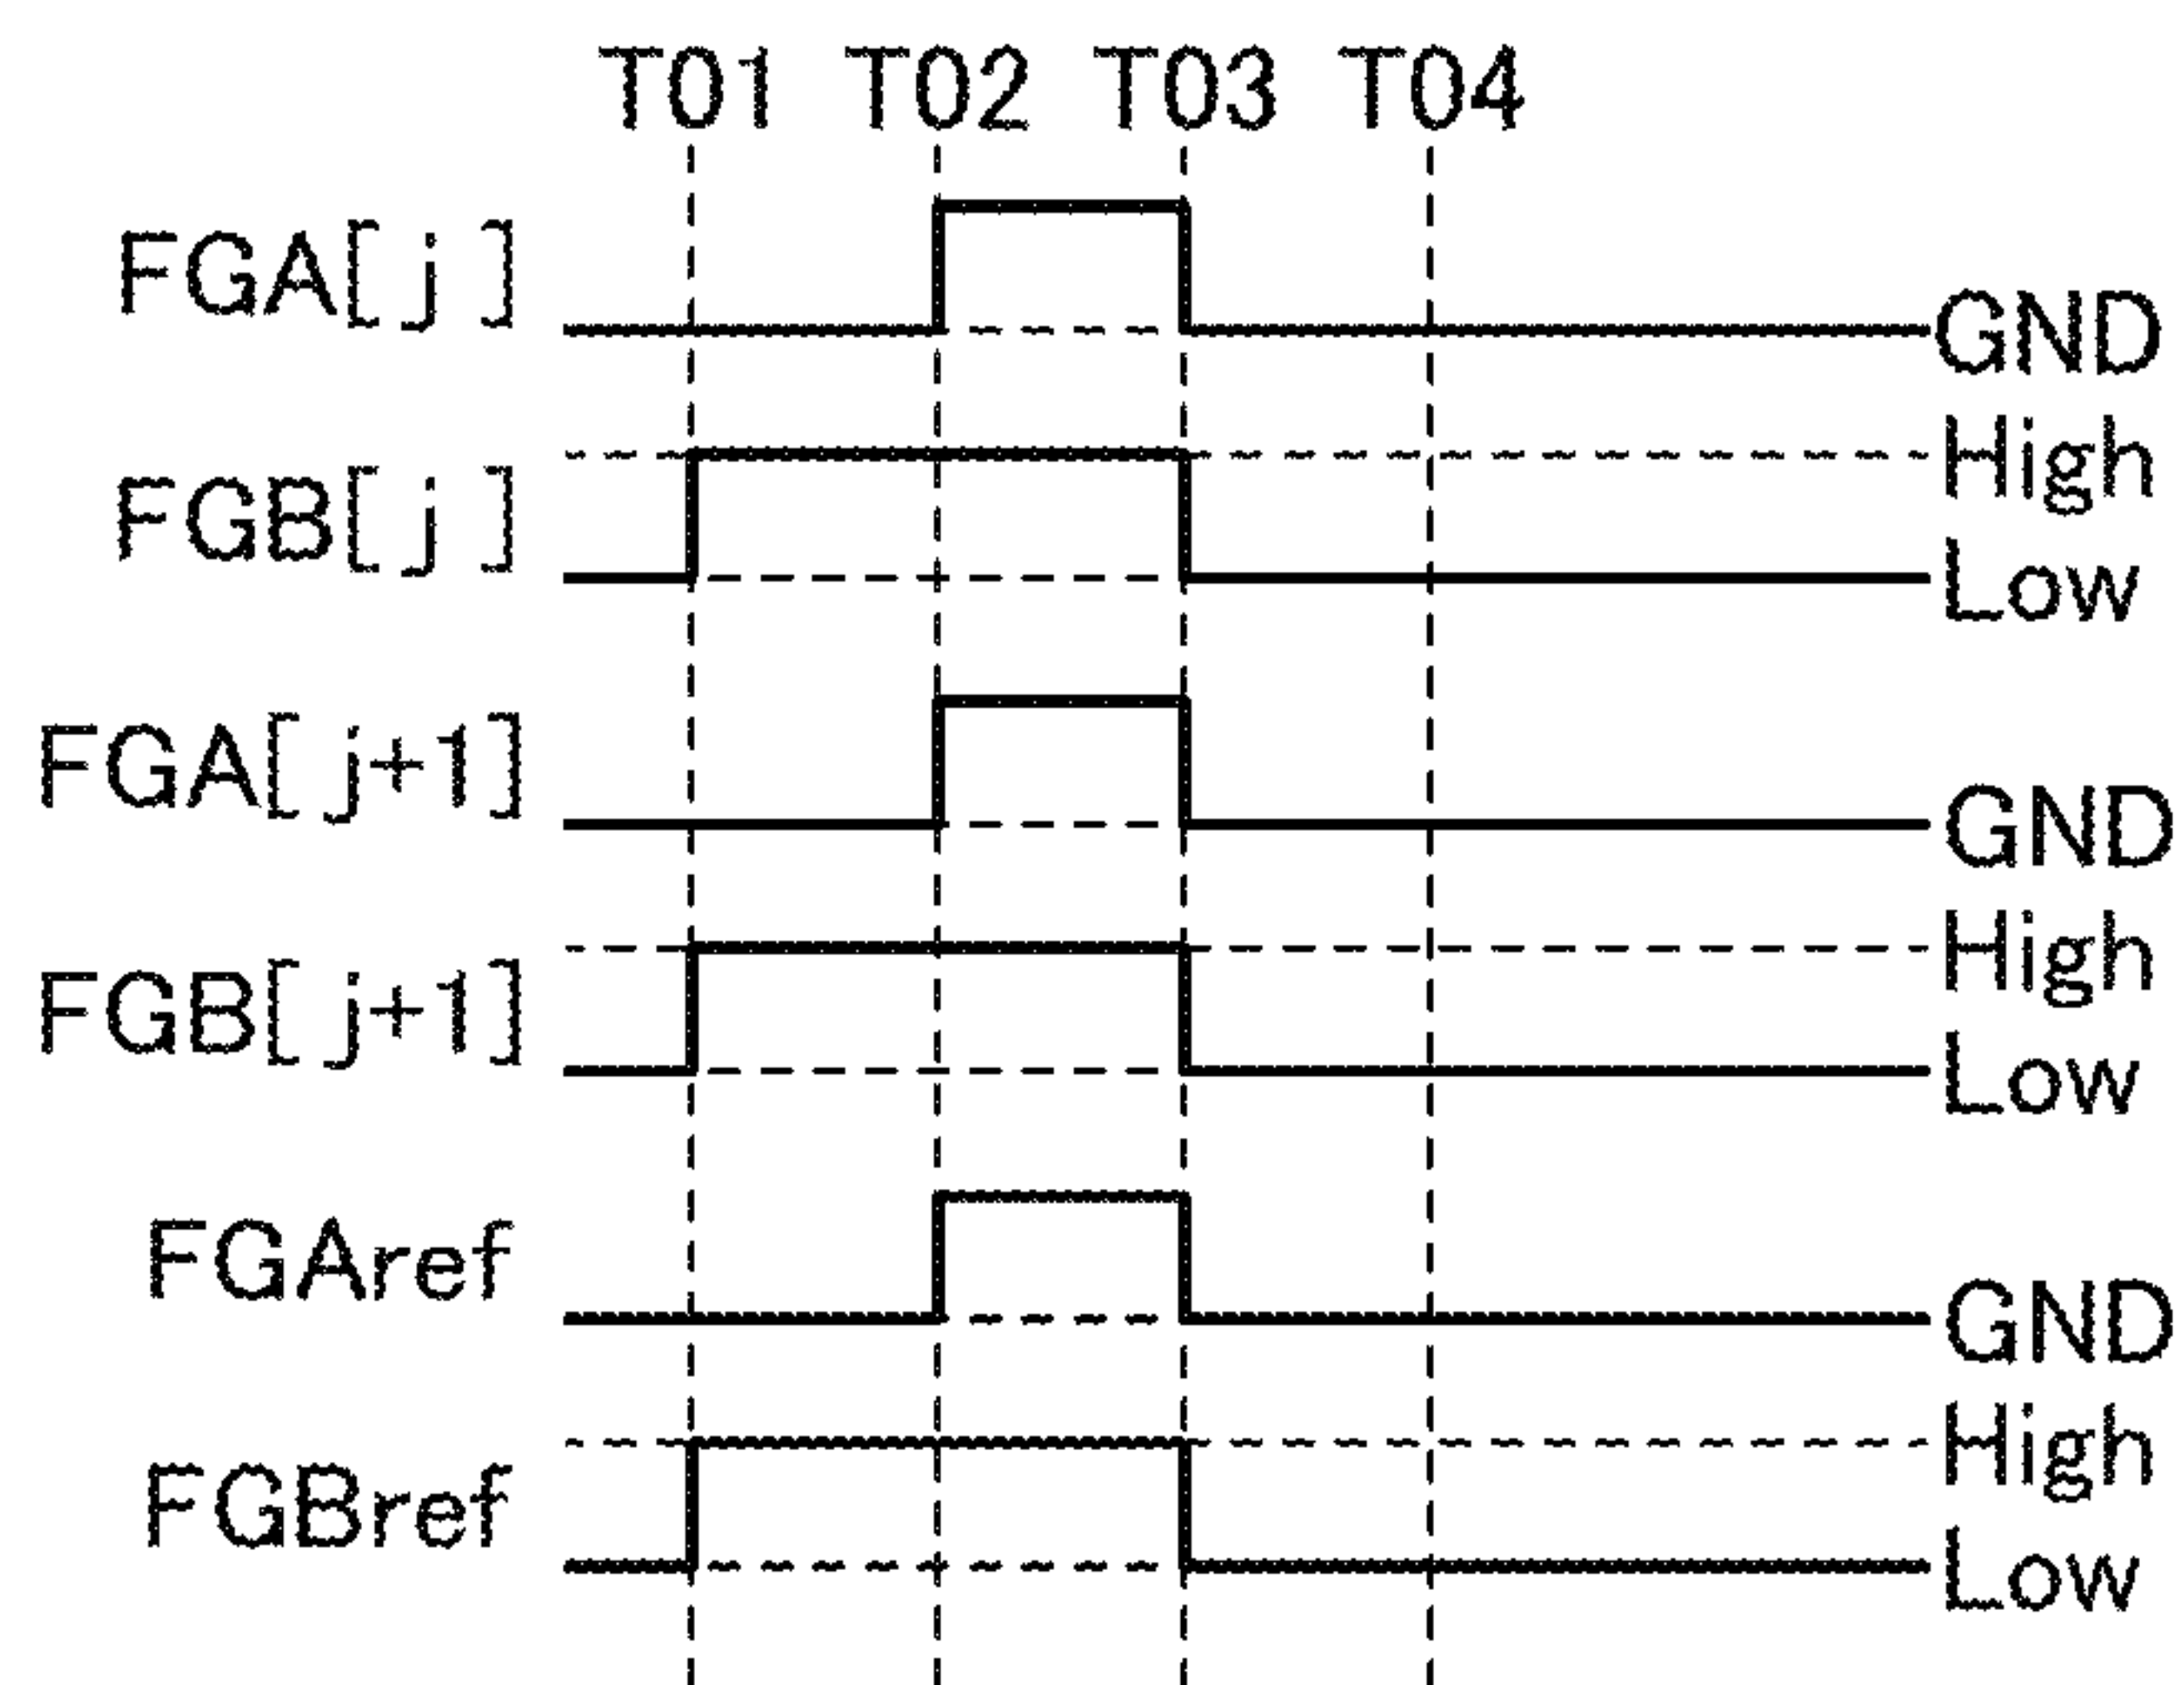 T01 T02 T03 T04
FGA[j]
GND
FGB[j]
High
Low
FGA[j+1]
GND
FGB[j+1]
High
Low
FGAref
GND
FGBref
High
Low